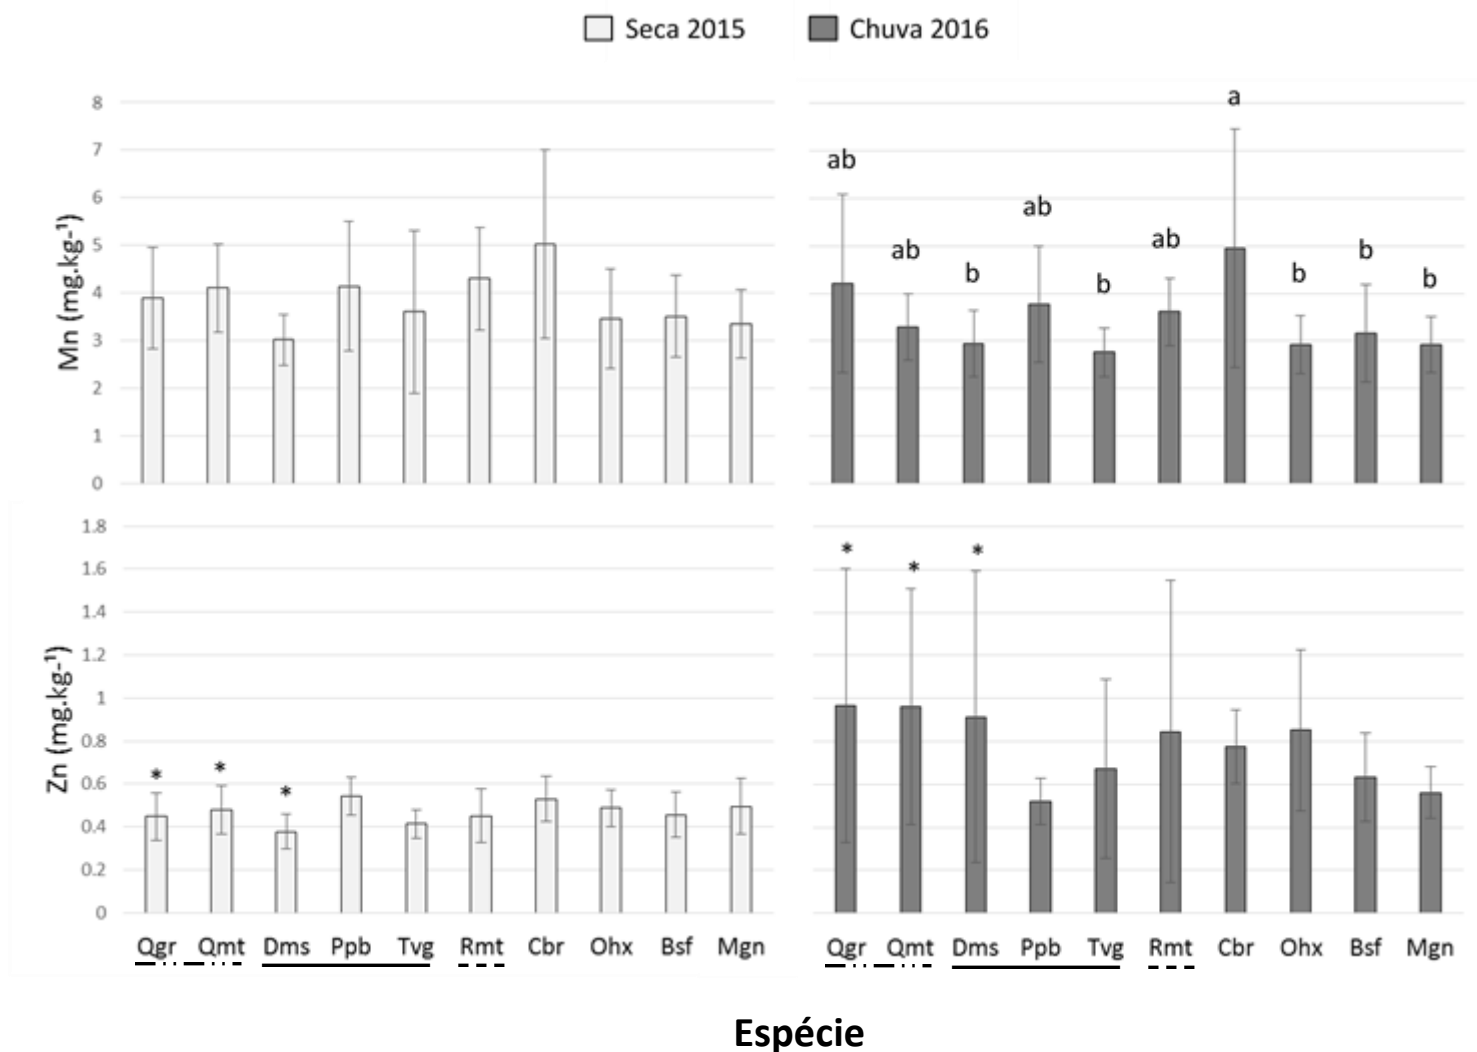 Seca 2015 Chuva 2016
Mn (mg.kg-¹)
8
7
6
5
4
3
2
1
0
ab ab b ab b ab a b b b
Zn (mg.kg-¹)
1.8
1.6
1.4
1.2
1
0.8
0.6
0.4
0.2
0
* * *
* * *
Qgr Qmt Dms Ppb Tvg Rmt Cbr Ohx Bsf Mgn
Qgr Qmt Dms Ppb Tvg Rmt Cbr Ohx Bsf Mgn
Espécie